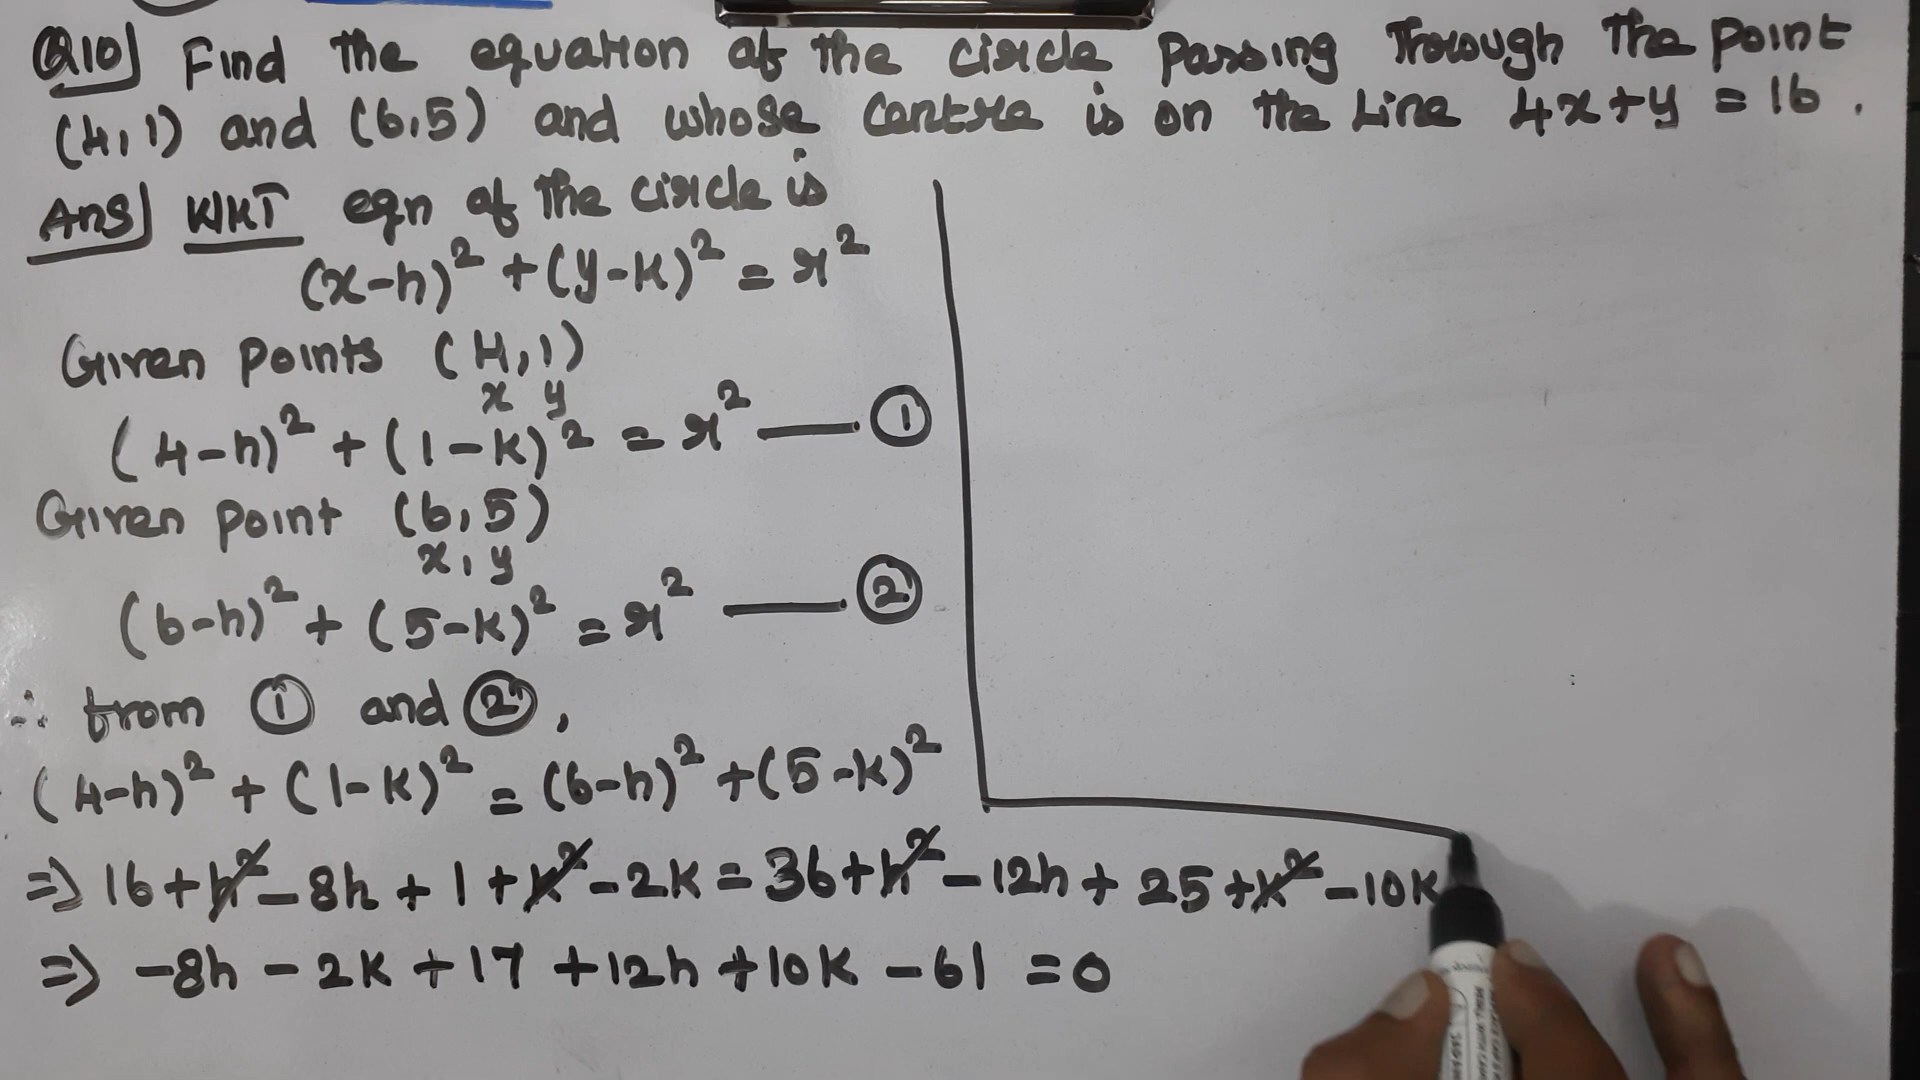 Q10] Find the equation of the circle passing through the point
(4,1) and (6,5) and whose centre is on the line 4x+y = 16.
Ans] WKT eqn of the circle is
(x-h)² + (y-k)² = r²
Given points (4,1)
x y
(4-h)² + (1-k)² = r² —— ①
Given point (6,5)
x, y
(6-h)² + (5-k)² = r² —— ②
∴ from ① and ②,
(4-h)² + (1-k)² = (6-h)² + (5-k)²
⇒ 16+h²-8h+1+k²-2k = 36+h²-12h+25+k²-10k
⇒ -8h-2k+17+12h+10k-61 = 0